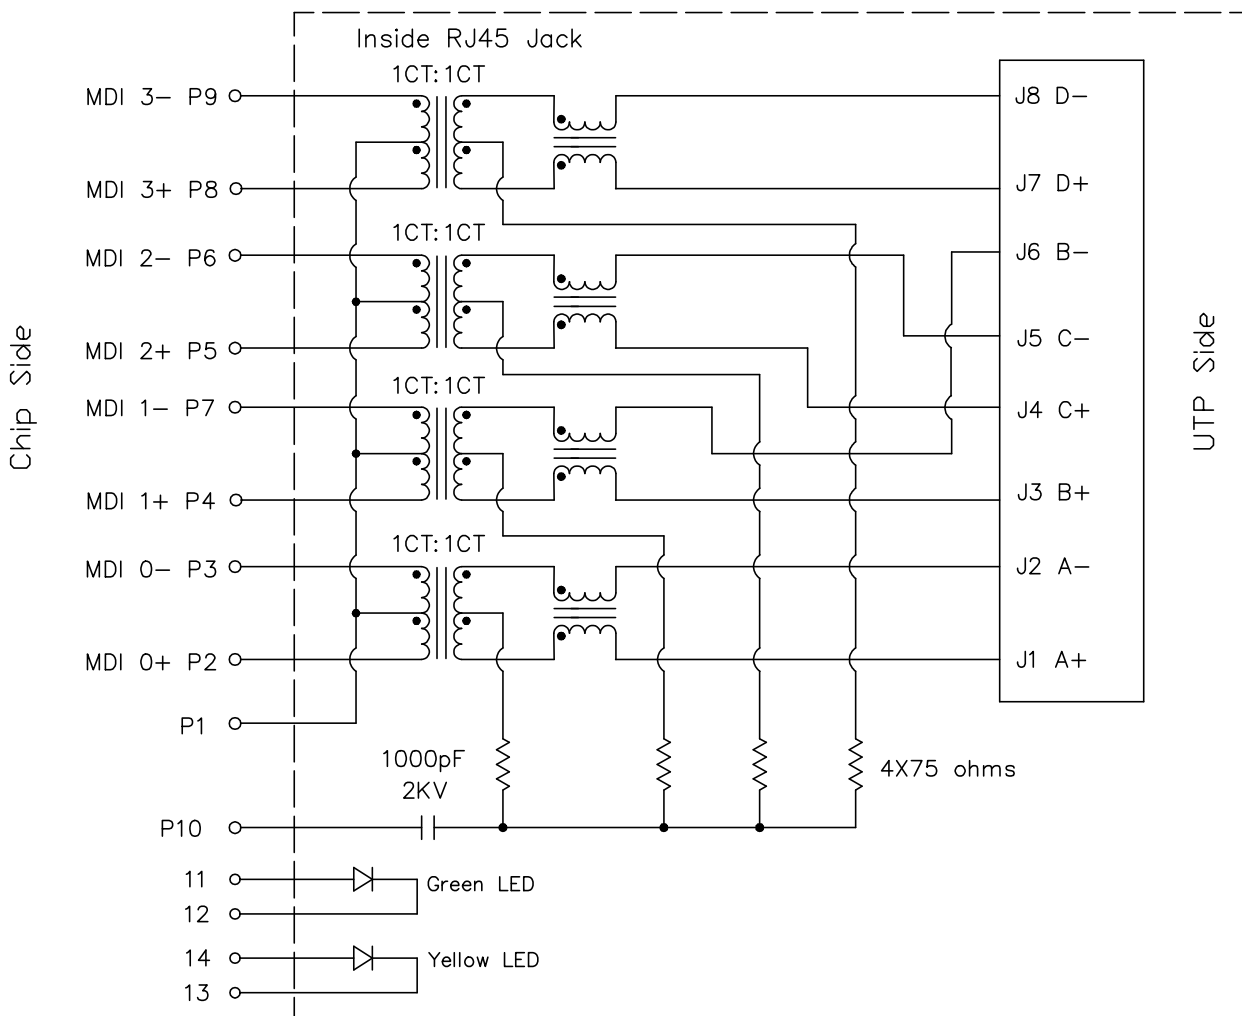 Inside RJ45 Jack
1CT:1CT
MDI 3- P9
J8 D-
MDI 3+ P8
J7 D+
1CT:1CT
MDI 2- P6
J6 B-
MDI 2+ P5
J5 C-
1CT:1CT
MDI 1- P7
J4 C+
MDI 1+ P4
J3 B+
1CT:1CT
MDI 0- P3
J2 A-
MDI 0+ P2
J1 A+
Chip Side
UTP Side
P1
1000pF
2KV
4X75 ohms
P10
11
Green LED
12
14
Yellow LED
13